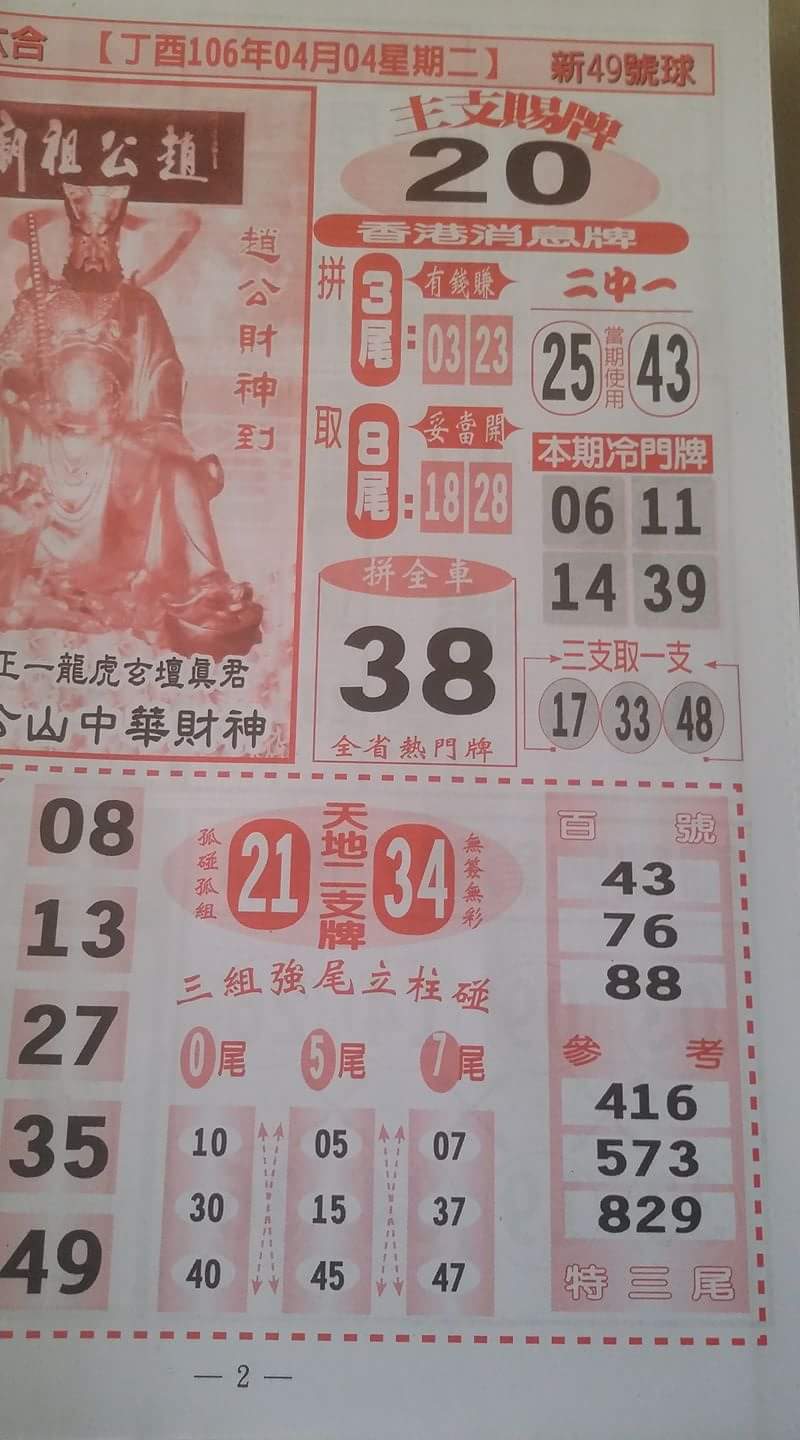 六合 【丁酉106年04月04星期二】 新49號球
廟祖公趙
趙公財神到
正一龍虎玄壇眞君
山中華財神
主支賜牌
20
香港消息牌
拼 3尾: 有錢賺
03 23
取 8尾: 妥當開
18 28
二中一
25 當期使用 43
本期冷門牌
06 11
14 39
拼全車
38
全省熱門牌
三支取一支
17 33 48
08
13
27
35
49
孤碰孤組 21 天地二支牌 34 無簽無彩
三組強尾立柱碰
0尾 5尾 7尾
10 05 07
30 15 37
40 45 47
百號
43
76
88
參考
416
573
829
特三尾
— 2 —